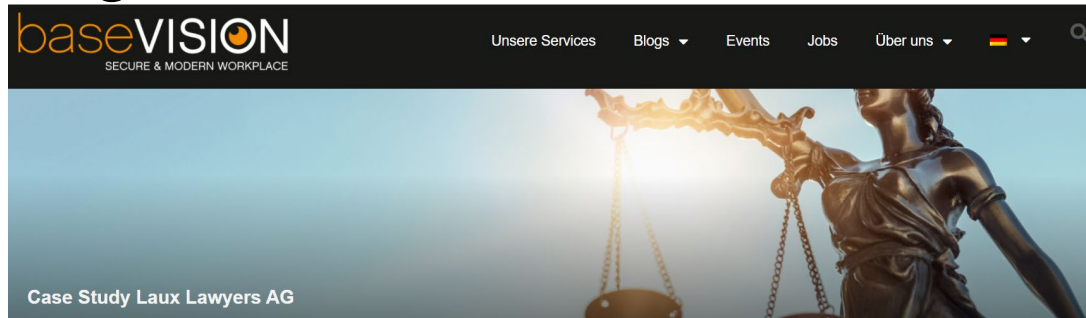 baseVISION
SECURE & MODERN WORKPLACE
Unsere Services Blogs Events Jobs Über uns
Case Study Laux Lawyers AG